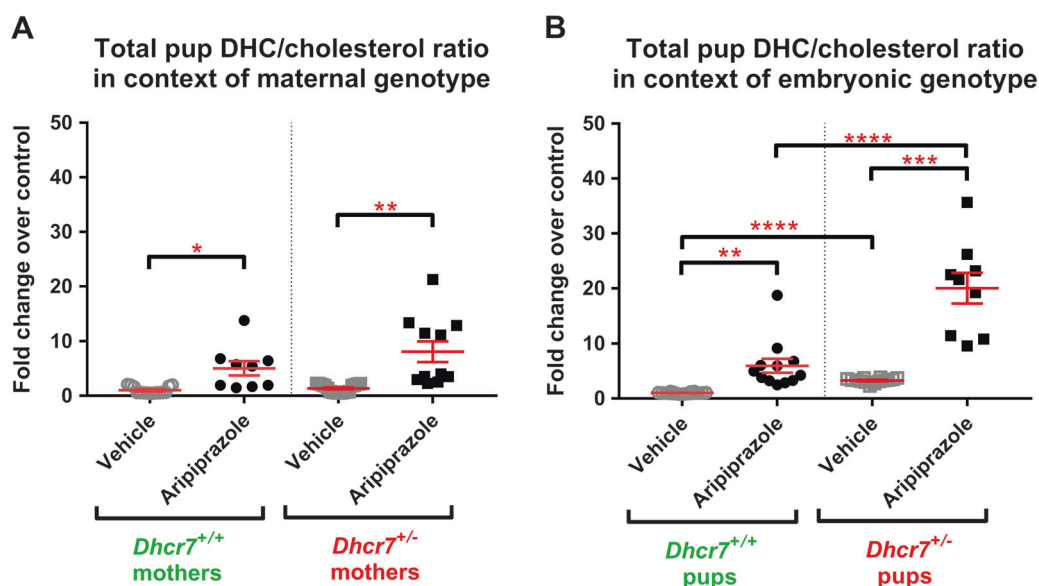 A
Total pup DHC/cholesterol ratio
in context of maternal genotype
Fold change over control
50
40
30
20
10
0
*
**
Vehicle
Aripiprazole
Vehicle
Aripiprazole
Dhcr7+/+
mothers
Dhcr7+/-
mothers
B
Total pup DHC/cholesterol ratio
in context of embryonic genotype
Fold change over control
50
40
30
20
10
0
****
***
****
**
Vehicle
Aripiprazole
Vehicle
Aripiprazole
Dhcr7+/+
pups
Dhcr7+/-
pups